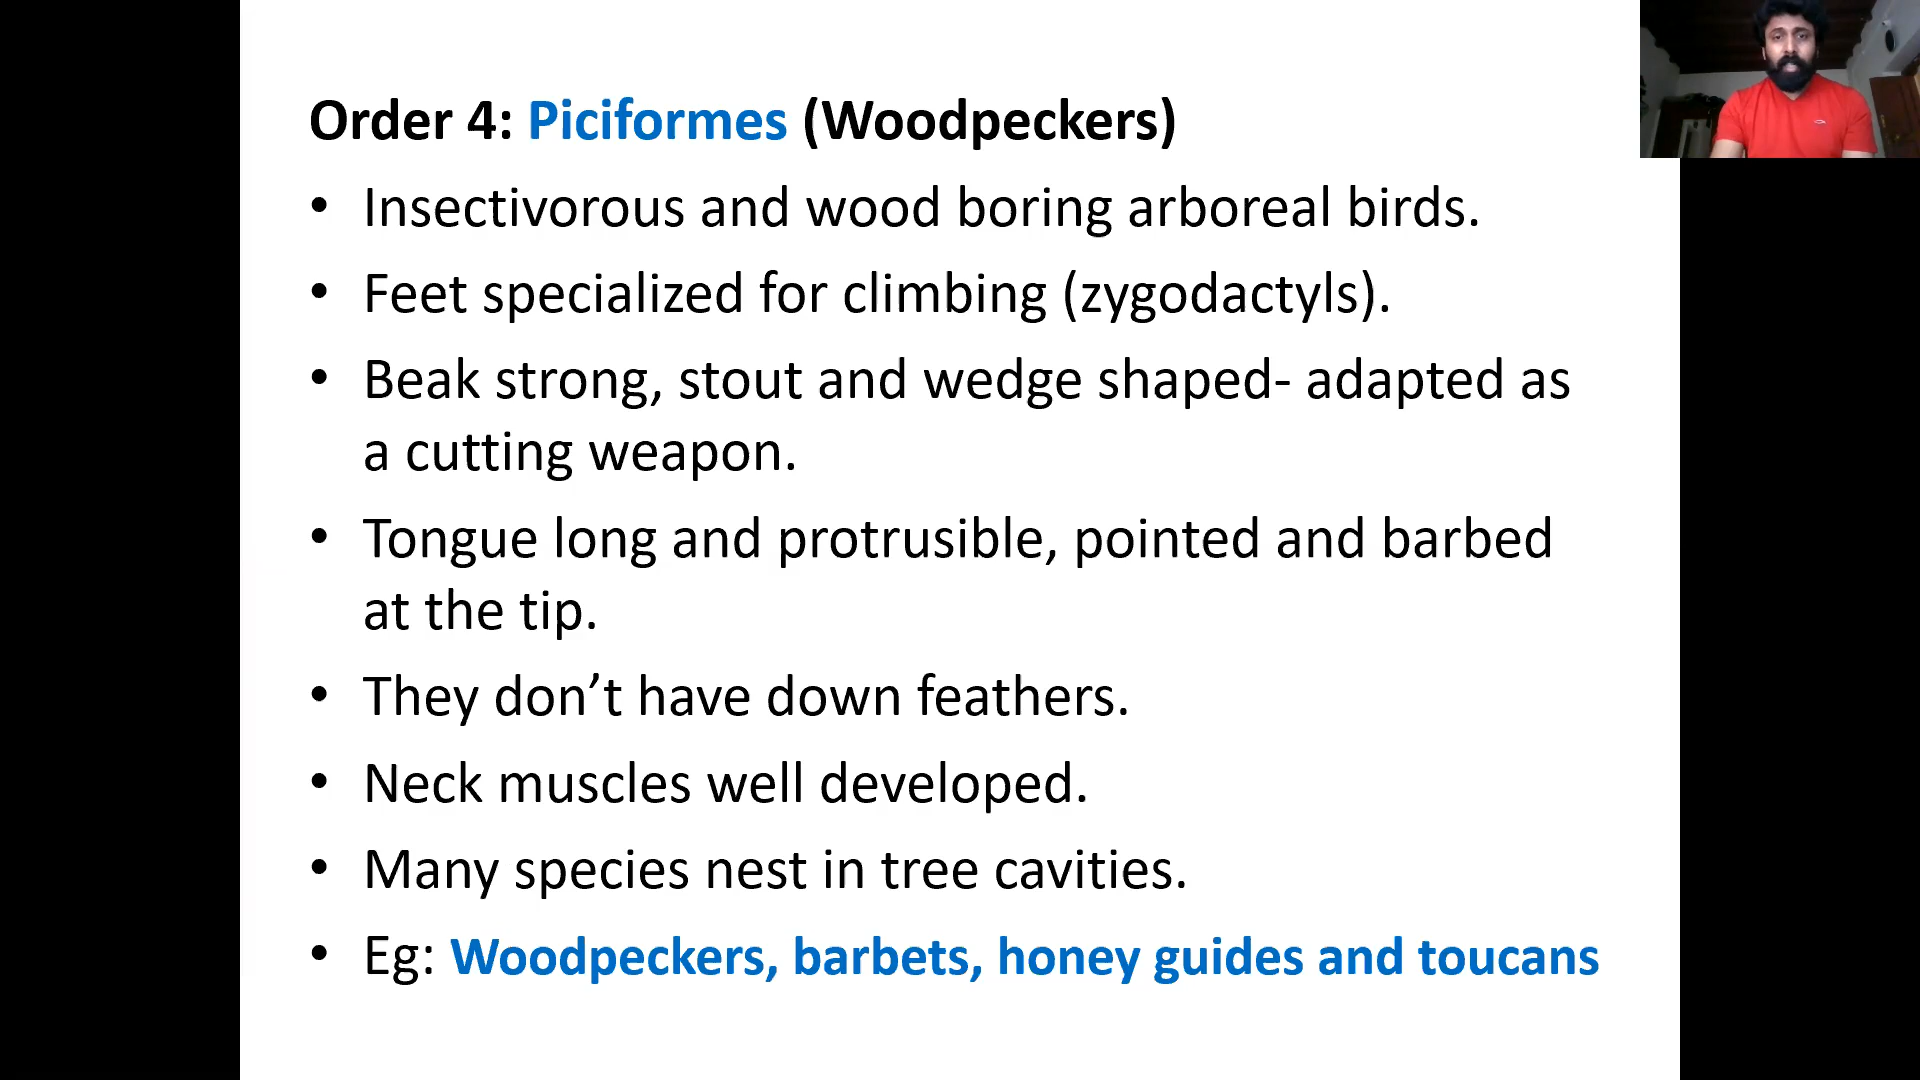 Order 4: Piciformes (Woodpeckers)
• Insectivorous and wood boring arboreal birds.
• Feet specialized for climbing (zygodactyls).
• Beak strong, stout and wedge shaped- adapted as
a cutting weapon.
• Tongue long and protrusible, pointed and barbed
at the tip.
• They don’t have down feathers.
• Neck muscles well developed.
• Many species nest in tree cavities.
• Eg: Woodpeckers, barbets, honey guides and toucans